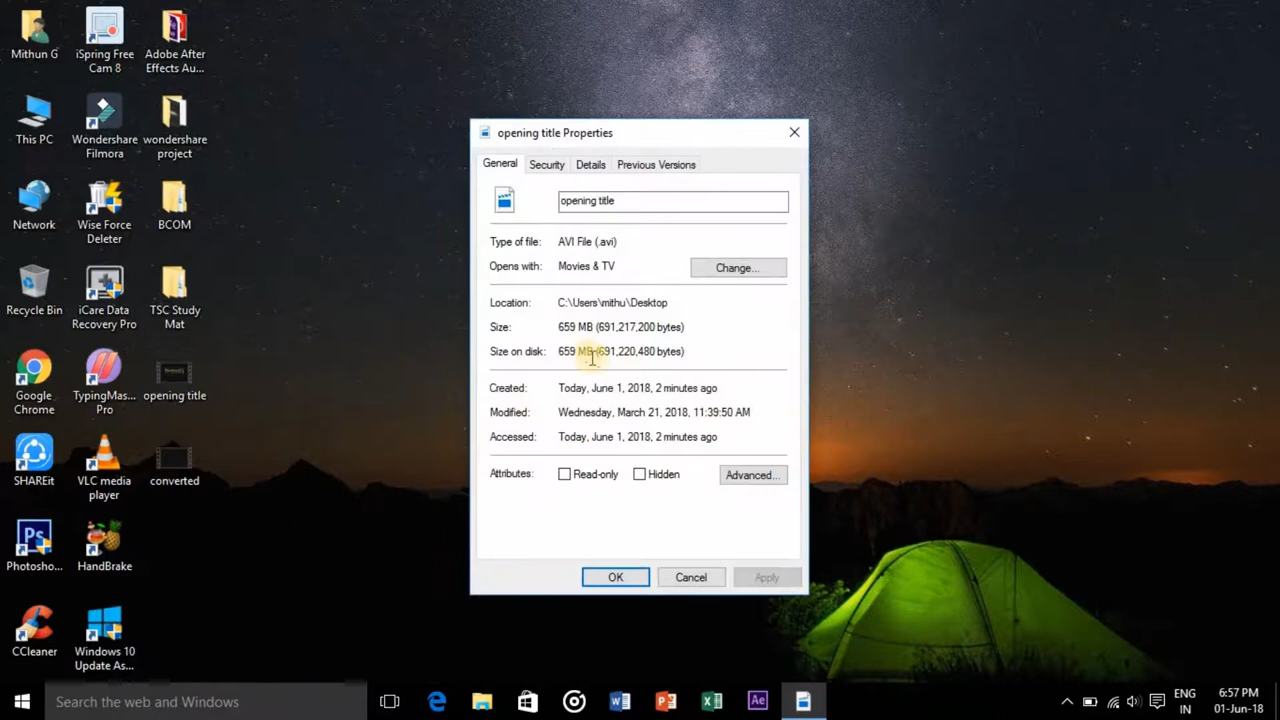 Mithun G
iSpring Free
Cam 8
Adobe After
Effects Au...
This PC
Wondershare
Filmora
wondershare
project
Network
Wise Force
Deleter
BCOM
Recycle Bin
iCare Data
Recovery Pro
TSC Study
Mat
Google
Chrome
TypingMas...
Pro
opening title
SHAREit
VLC media
player
converted
Photosho...
HandBrake
CCleaner
Windows 10
Update As...
opening title Properties
General Security Details Previous Versions
opening title
Type of file: AVI File (.avi)
Opens with: Movies & TV Change...
Location: C:\Users\mithu\Desktop
Size: 659 MB (691,217,200 bytes)
Size on disk: 659 MB (691,220,480 bytes)
Created: Today, June 1, 2018, 2 minutes ago
Modified: Wednesday, March 21, 2018, 11:39:50 AM
Accessed: Today, June 1, 2018, 2 minutes ago
Attributes: Read-only Hidden Advanced...
OK Cancel Apply
Search the web and Windows
ENG
IN
6:57 PM
01-Jun-18